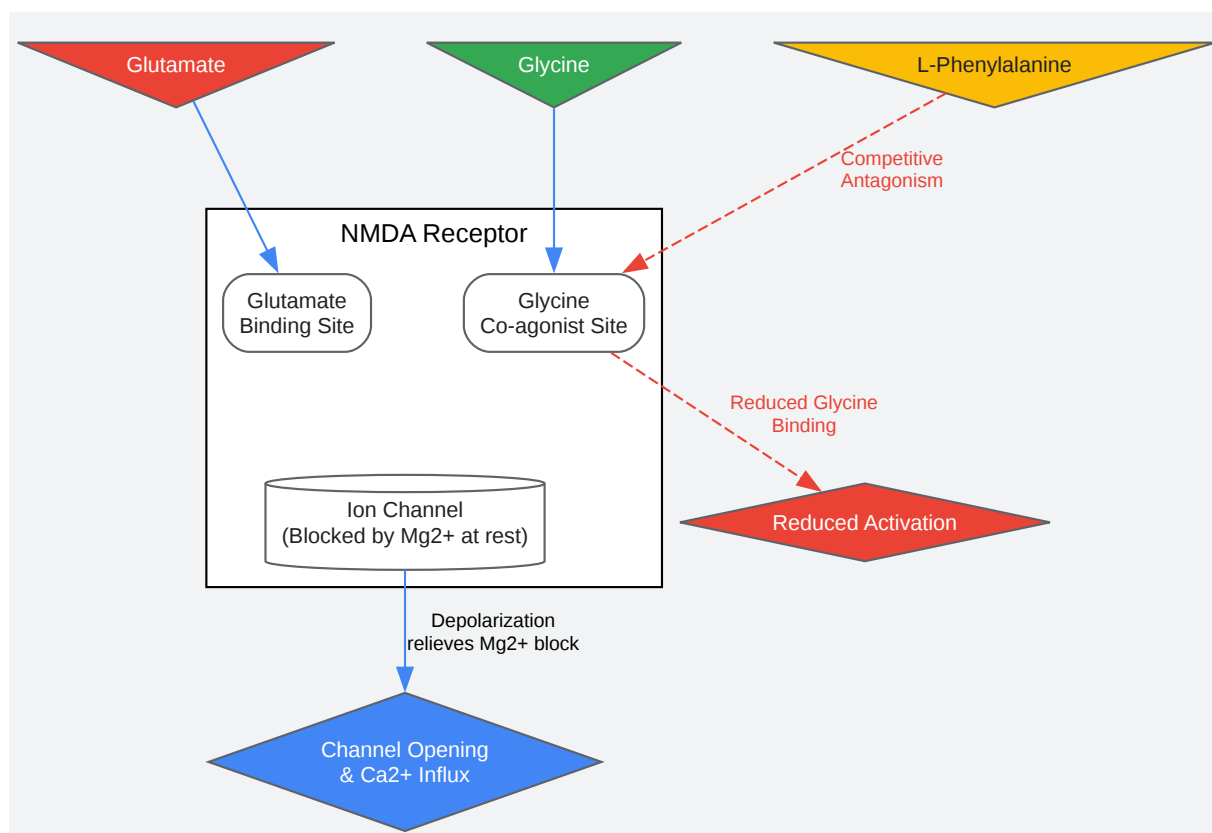 Glutamate
Glycine
L-Phenylalanine
Competitive
Antagonism
NMDA Receptor
Glutamate
Binding Site
Glycine
Co-agonist Site
Reduced Glycine
Binding
Ion Channel
(Blocked by Mg2+ at rest)
Reduced Activation
Depolarization
relieves Mg2+ block
Channel Opening
& Ca2+ Influx